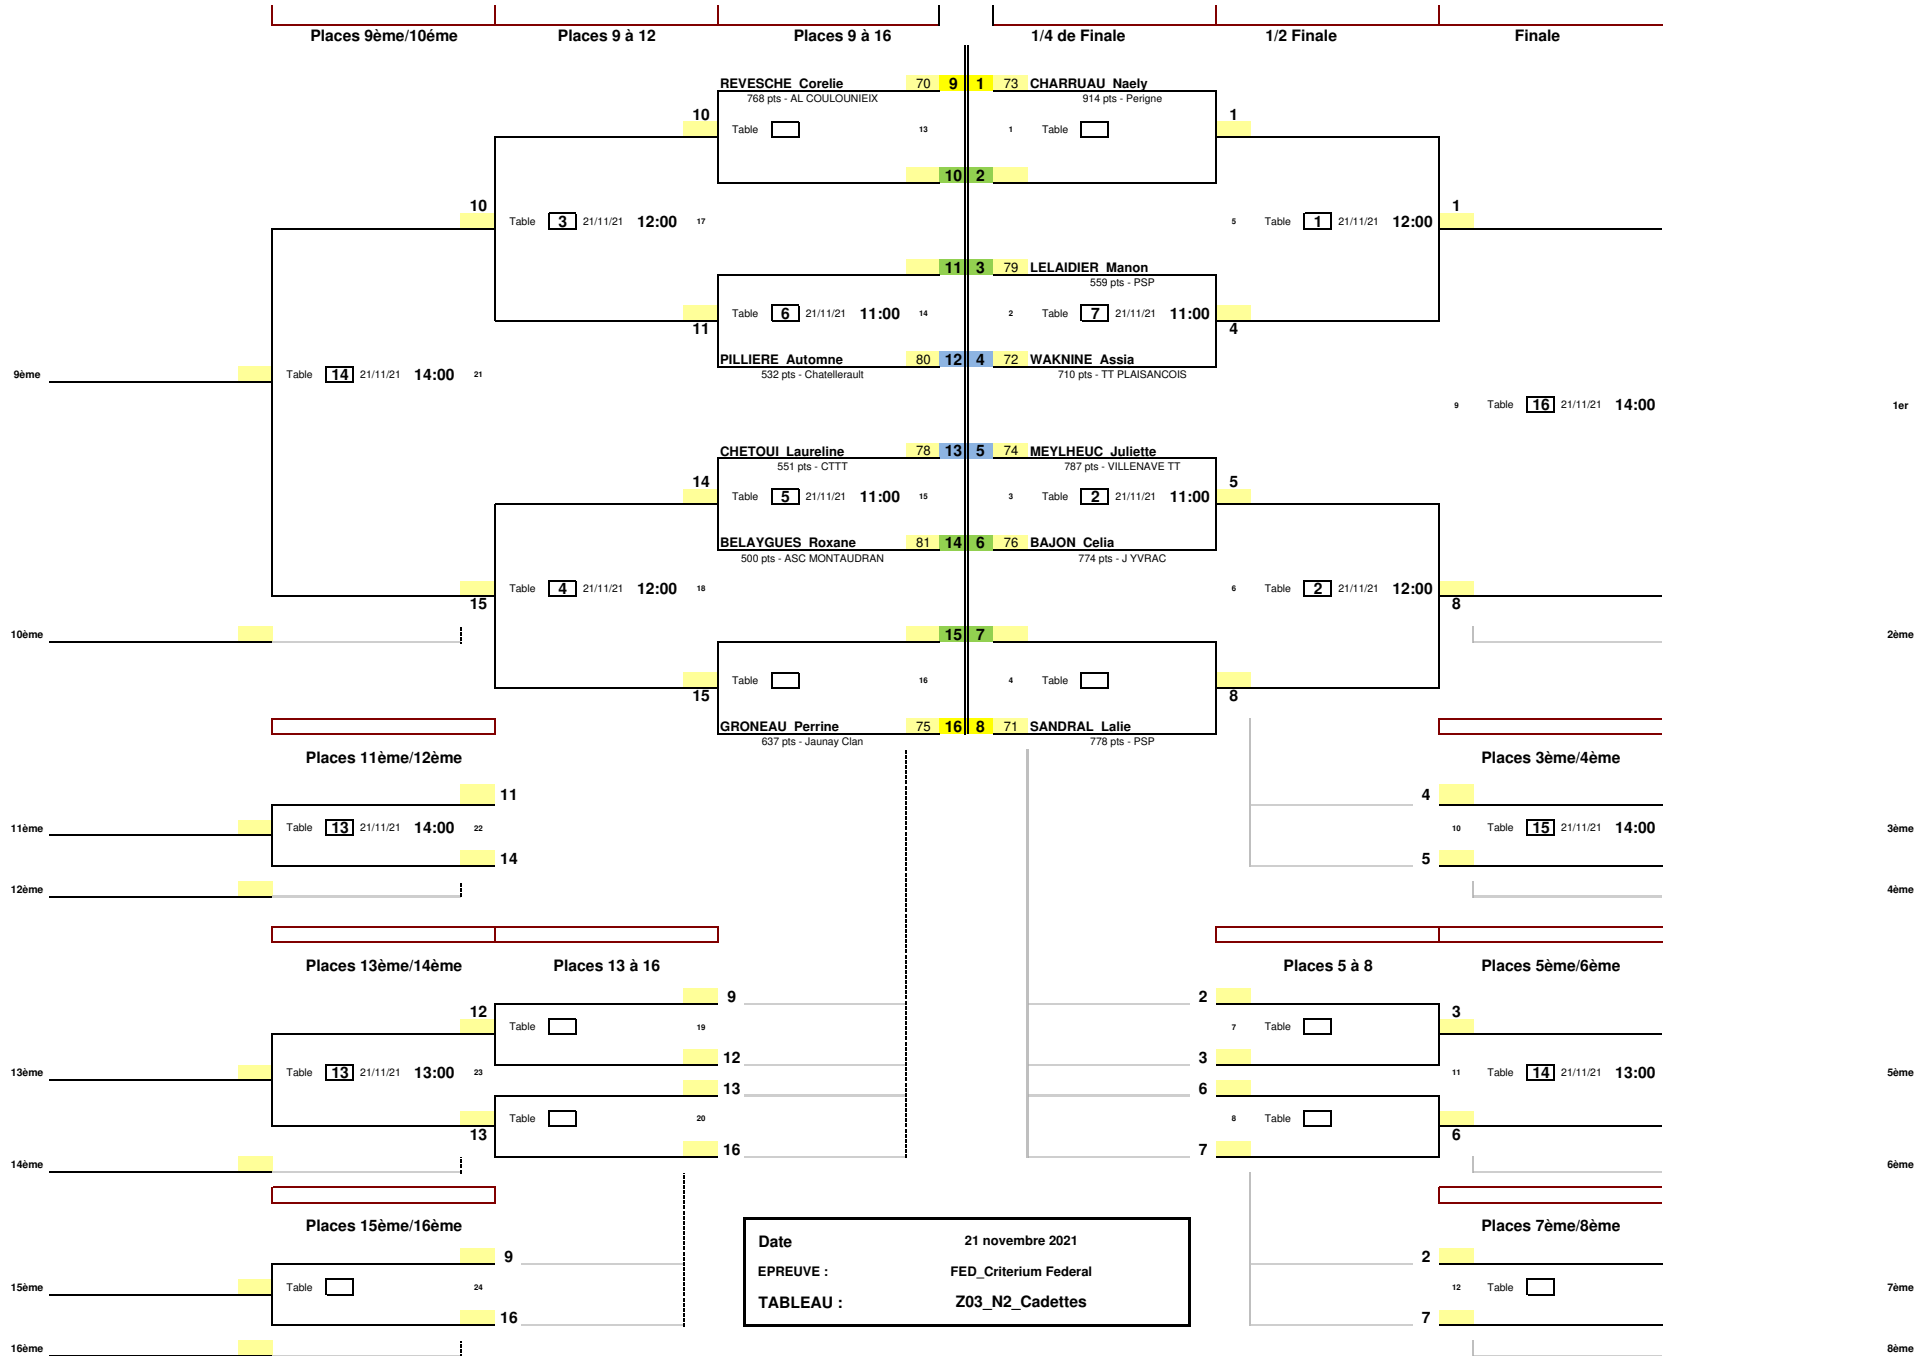 Places 9ème/10éme Places 9 à 12 Places 9 à 16 1/4 de Finale 1/2 Finale Finale
REVESCHE Corelie 70 9 1 73 CHARRUAU Naely
768 pts - AL COULOUNIEIX 914 pts - Perigne
10 1
Table 13 1 Table
10 2
10 1
Table 3 21/11/21 12:00 17 5 Table 1 21/11/21 12:00
11 3 79 LELAIDIER Manon
559 pts - PSP
Table 6 21/11/21 11:00 14 2 Table 7 21/11/21 11:00
11 4
PILLIERE Automne 80 12 4 72 WAKNINE Assia
532 pts - Chatellerault 710 pts - TT PLAISANCOIS
9ème Table 14 21/11/21 14:00 21
9 Table 16 21/11/21 14:00 1er
CHETOUI Laureline 78 13 5 74 MEYLHEUC Juliette
551 pts - CTTT 787 pts - VILLENAVE TT
14 5
Table 5 21/11/21 11:00 15 3 Table 2 21/11/21 11:00
BELAYGUES Roxane 81 14 6 76 BAJON Celia
500 pts - ASC MONTAUDRAN 774 pts - J YVRAC
Table 4 21/11/21 12:00 18 6 Table 2 21/11/21 12:00
15 8
10ème 15 7 2ème
Table 16 4 Table
15 8
GRONEAU Perrine 75 16 8 71 SANDRAL Lalie
637 pts - Jaunay Clan 778 pts - PSP
Places 11ème/12ème Places 3ème/4ème
11 4
11ème Table 13 21/11/21 14:00 22 10 Table 15 21/11/21 14:00 3ème
14 5
12ème 4ème
Places 13ème/14ème Places 13 à 16 Places 5 à 8 Places 5ème/6ème
9 2
12 3
Table 19 7 Table
12 3
13ème Table 13 21/11/21 13:00 23 11 Table 14 21/11/21 13:00 5ème
13 6
Table 20 8 Table
13 6
16 7
14ème 6ème
Places 15ème/16ème Places 7ème/8ème
Date 21 novembre 2021
9 2
EPREUVE : FED_Criterium Federal
15ème Table 24 12 Table 7ème
TABLEAU : Z03_N2_Cadettes
16 7
16ème 8ème